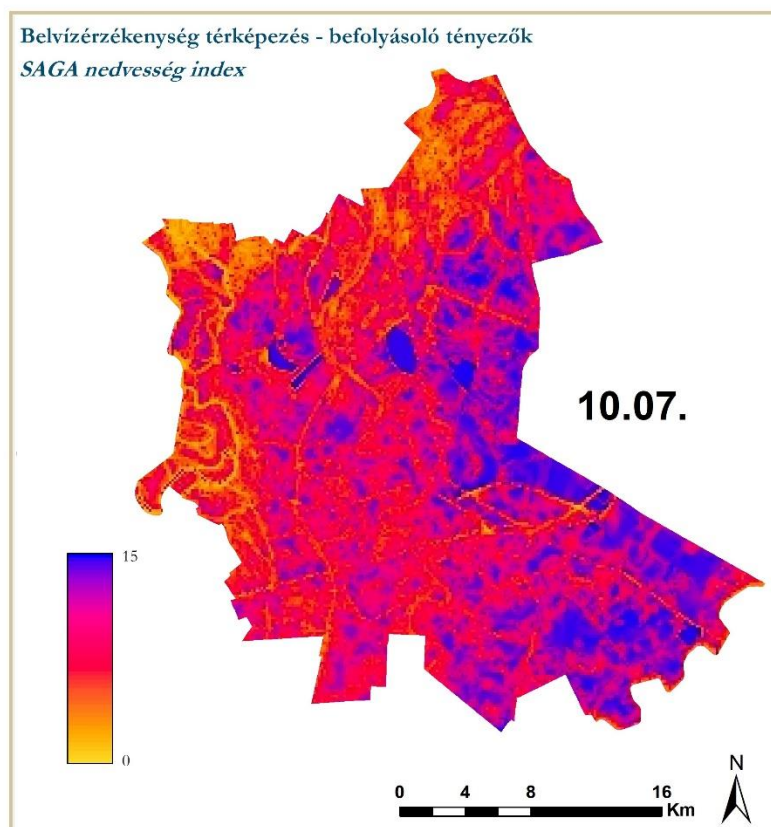 Belvízérzékenység térképezés - befolyásoló tényezők
SAGA nedvesség index
10.07.
15
0
N
0 4 8 16
Km